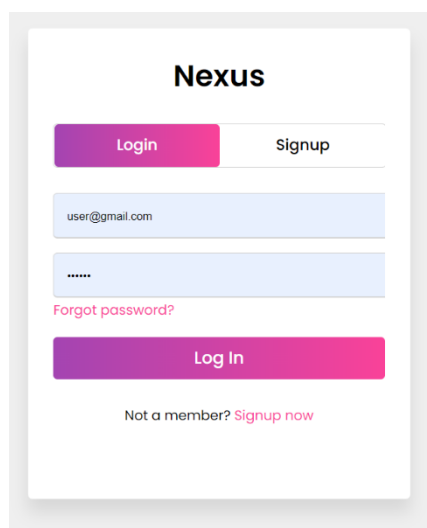 Nexus
Login Signup
user@gmail.com
••••••
Forgot password?
Log In
Not a member? Signup now